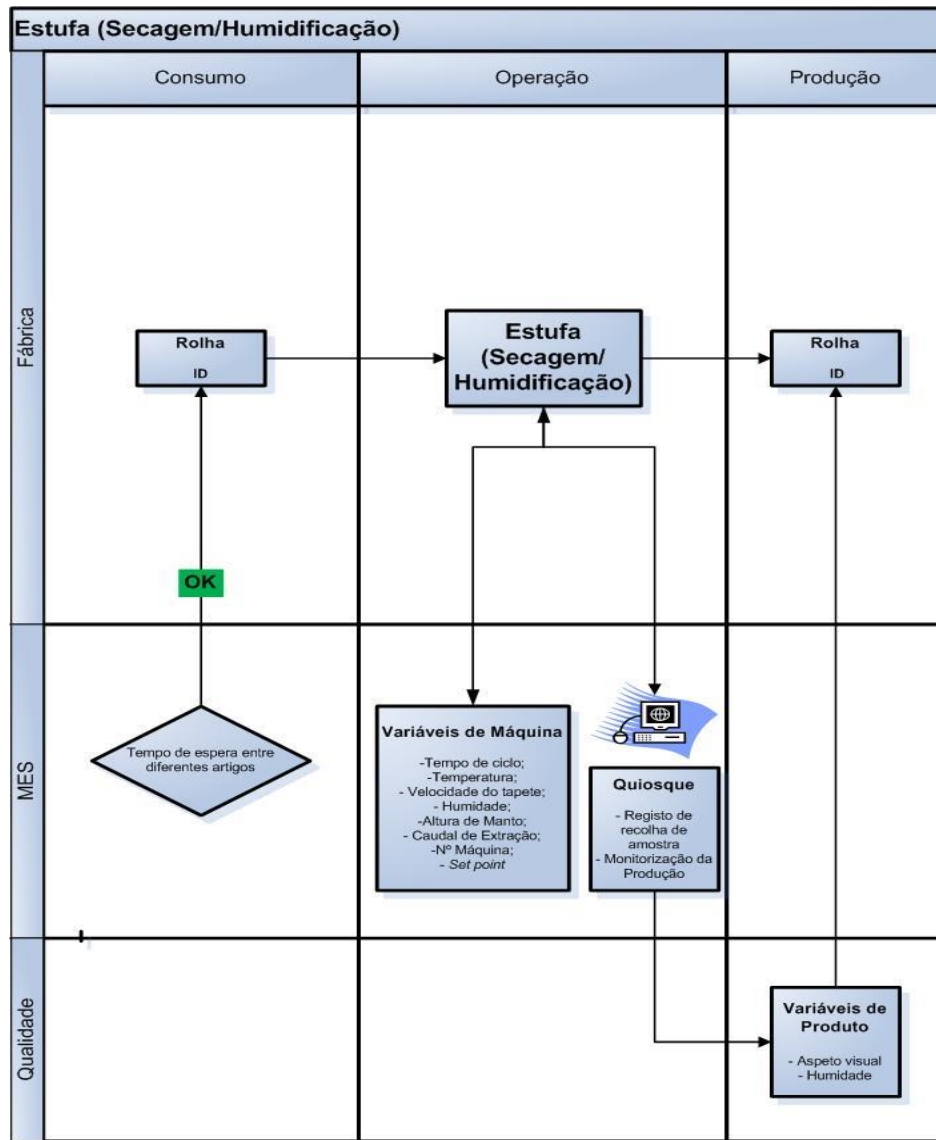 Estufa (Secagem/Humidificação)
Consumo
Operação
Produção
Fábrica
Rolha
ID
Estufa
(Secagem/
Humidificação)
Rolha
ID
OK
MES
Tempo de espera entre
diferentes artigos
Variáveis de Máquina
-Tempo de ciclo;
-Temperatura;
- Velocidade do tapete;
- Humidade;
-Altura de Manto;
- Caudal de Extração;
-Nº Máquina;
- Set point
Quiosque
- Registo de
recolha de
amostra
- Monitorização da
Produção
Qualidade
Variáveis de
Produto
- Aspeto visual
- Humidade